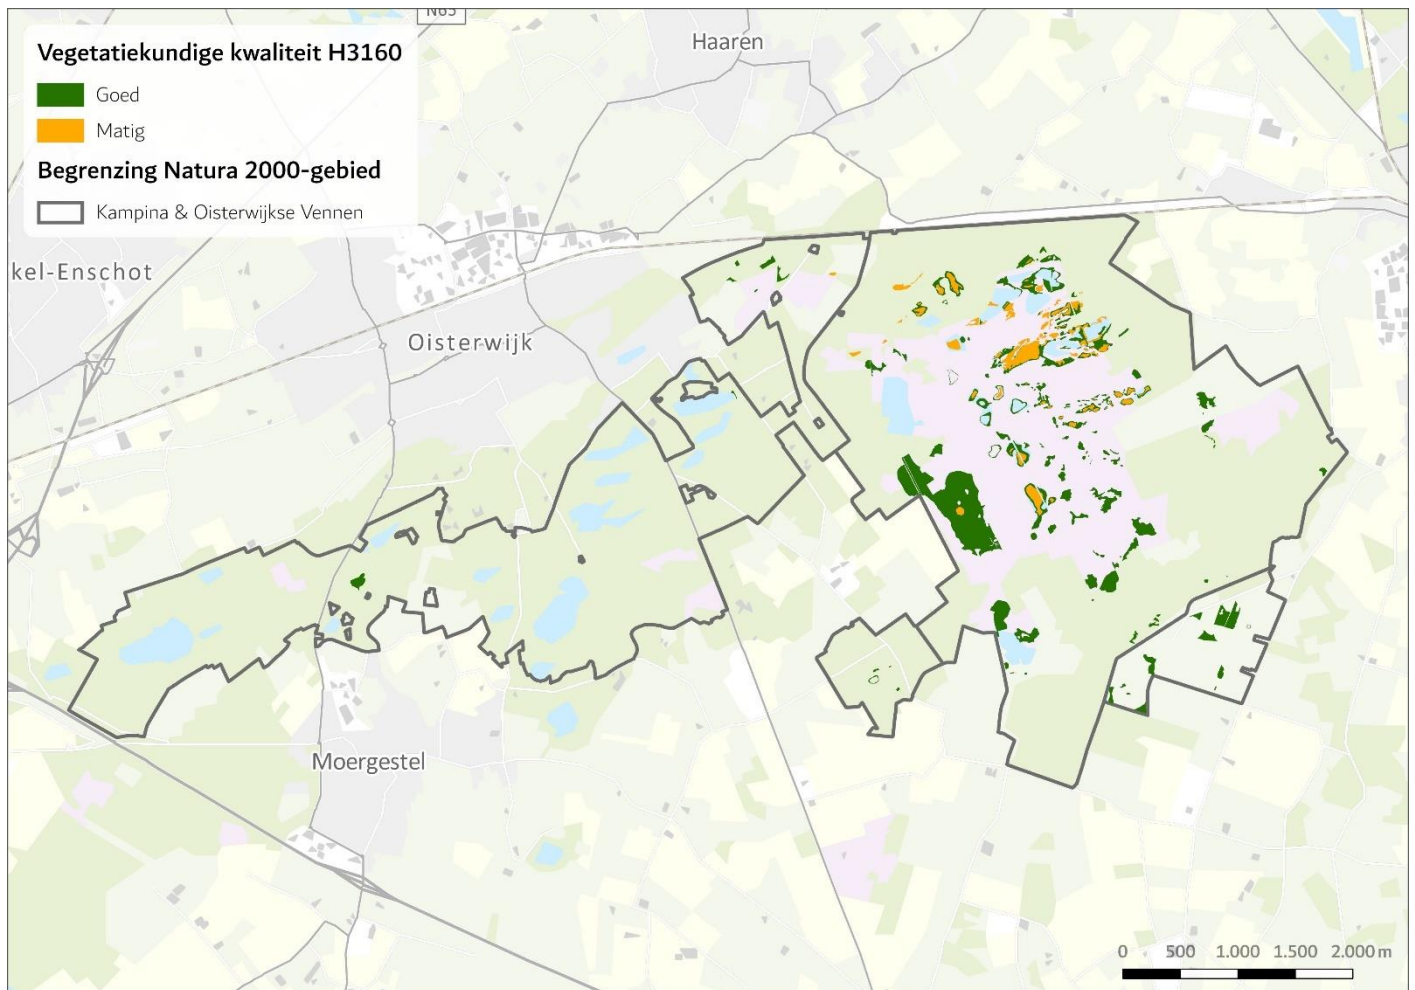 N65
Vegetatiekundige kwaliteit H3160
Goed
Matig
Begrenzing Natura 2000-gebied
Kampina & Oisterwijkse Vennen
Haaren
kel-Enschot
Oisterwijk
Moergestel
0 500 1.000 1.500 2.000 m